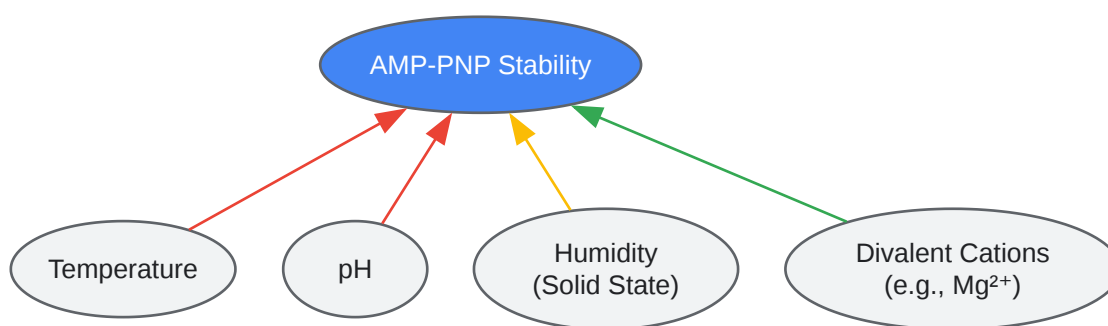 AMP-PNP Stability
Temperature
pH
Humidity
(Solid State)
Divalent Cations
(e.g., Mg²⁺)